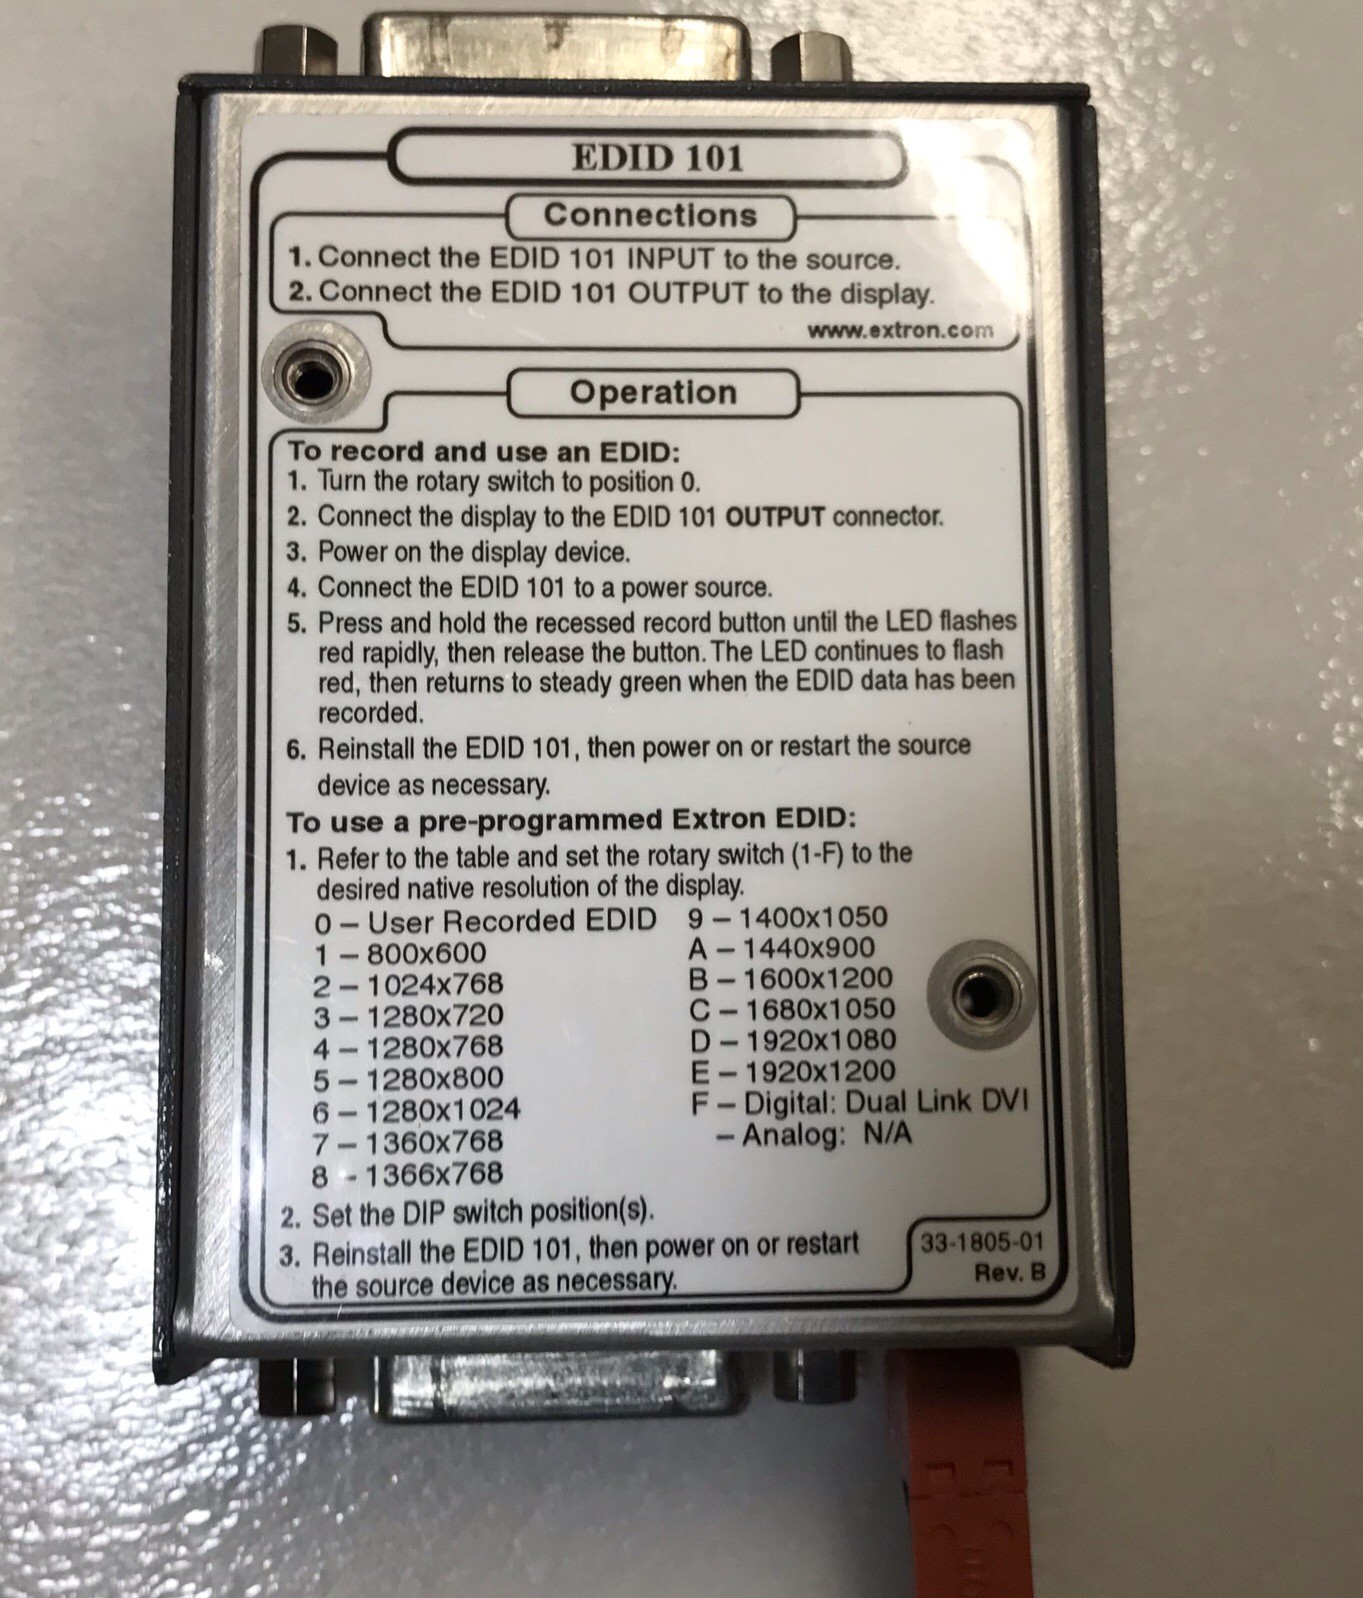 EDID 101
Connections
1. Connect the EDID 101 INPUT to the source.
2. Connect the EDID 101 OUTPUT to the display.
www.extron.com
Operation
To record and use an EDID:
1. Turn the rotary switch to position 0.
2. Connect the display to the EDID 101 OUTPUT connector.
3. Power on the display device.
4. Connect the EDID 101 to a power source.
5. Press and hold the recessed record button until the LED flashes
red rapidly, then release the button. The LED continues to flash
red, then returns to steady green when the EDID data has been
recorded.
6. Reinstall the EDID 101, then power on or restart the source
device as necessary.
To use a pre-programmed Extron EDID:
1. Refer to the table and set the rotary switch (1-F) to the
desired native resolution of the display.
0 – User Recorded EDID
1 – 800x600
2 – 1024x768
3 – 1280x720
4 – 1280x768
5 – 1280x800
6 – 1280x1024
7 – 1360x768
8 - 1366x768
9 – 1400x1050
A – 1440x900
B – 1600x1200
C – 1680x1050
D – 1920x1080
E – 1920x1200
F – Digital: Dual Link DVI
– Analog: N/A
2. Set the DIP switch position(s).
3. Reinstall the EDID 101, then power on or restart
the source device as necessary.
33-1805-01
Rev. B